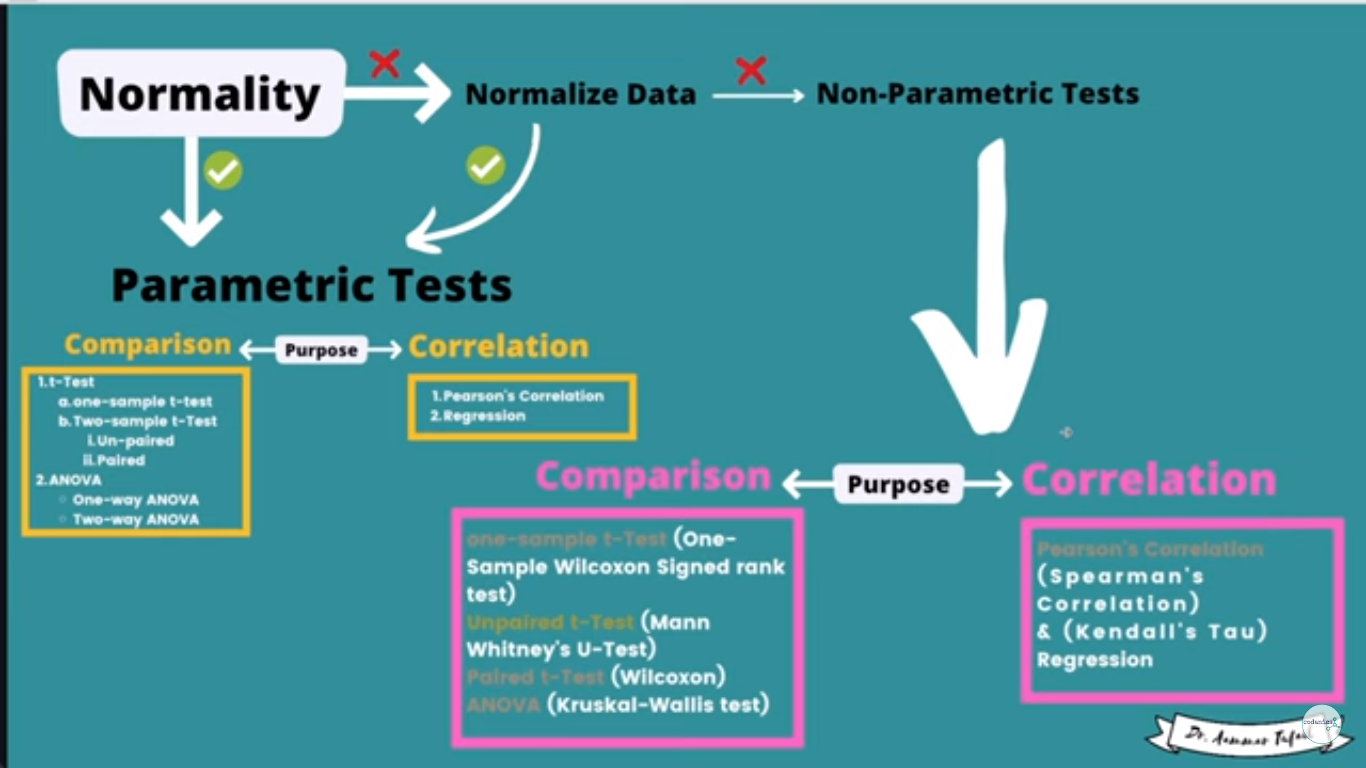 Normality
Normalize Data
Non-Parametric Tests
Parametric Tests
Comparison
Purpose
Correlation
1.t-Test
a.one-sample t-test
b.Two-sample t-Test
i.Un-paired
ii.Paired
2.ANOVA
One-way ANOVA
Two-way ANOVA
1.Pearson's Correlation
2.Regression
Comparison
Purpose
Correlation
one-sample t-Test (One-
Sample Wilcoxon Signed rank
test)
Unpaired t-Test (Mann
Whitney's U-Test)
Paired t-Test (Wilcoxon)
ANOVA (Kruskal-Wallis test)
Pearson's Correlation
(Spearman's
Correlation)
& (Kendall's Tau)
Regression
codanics
Dr.